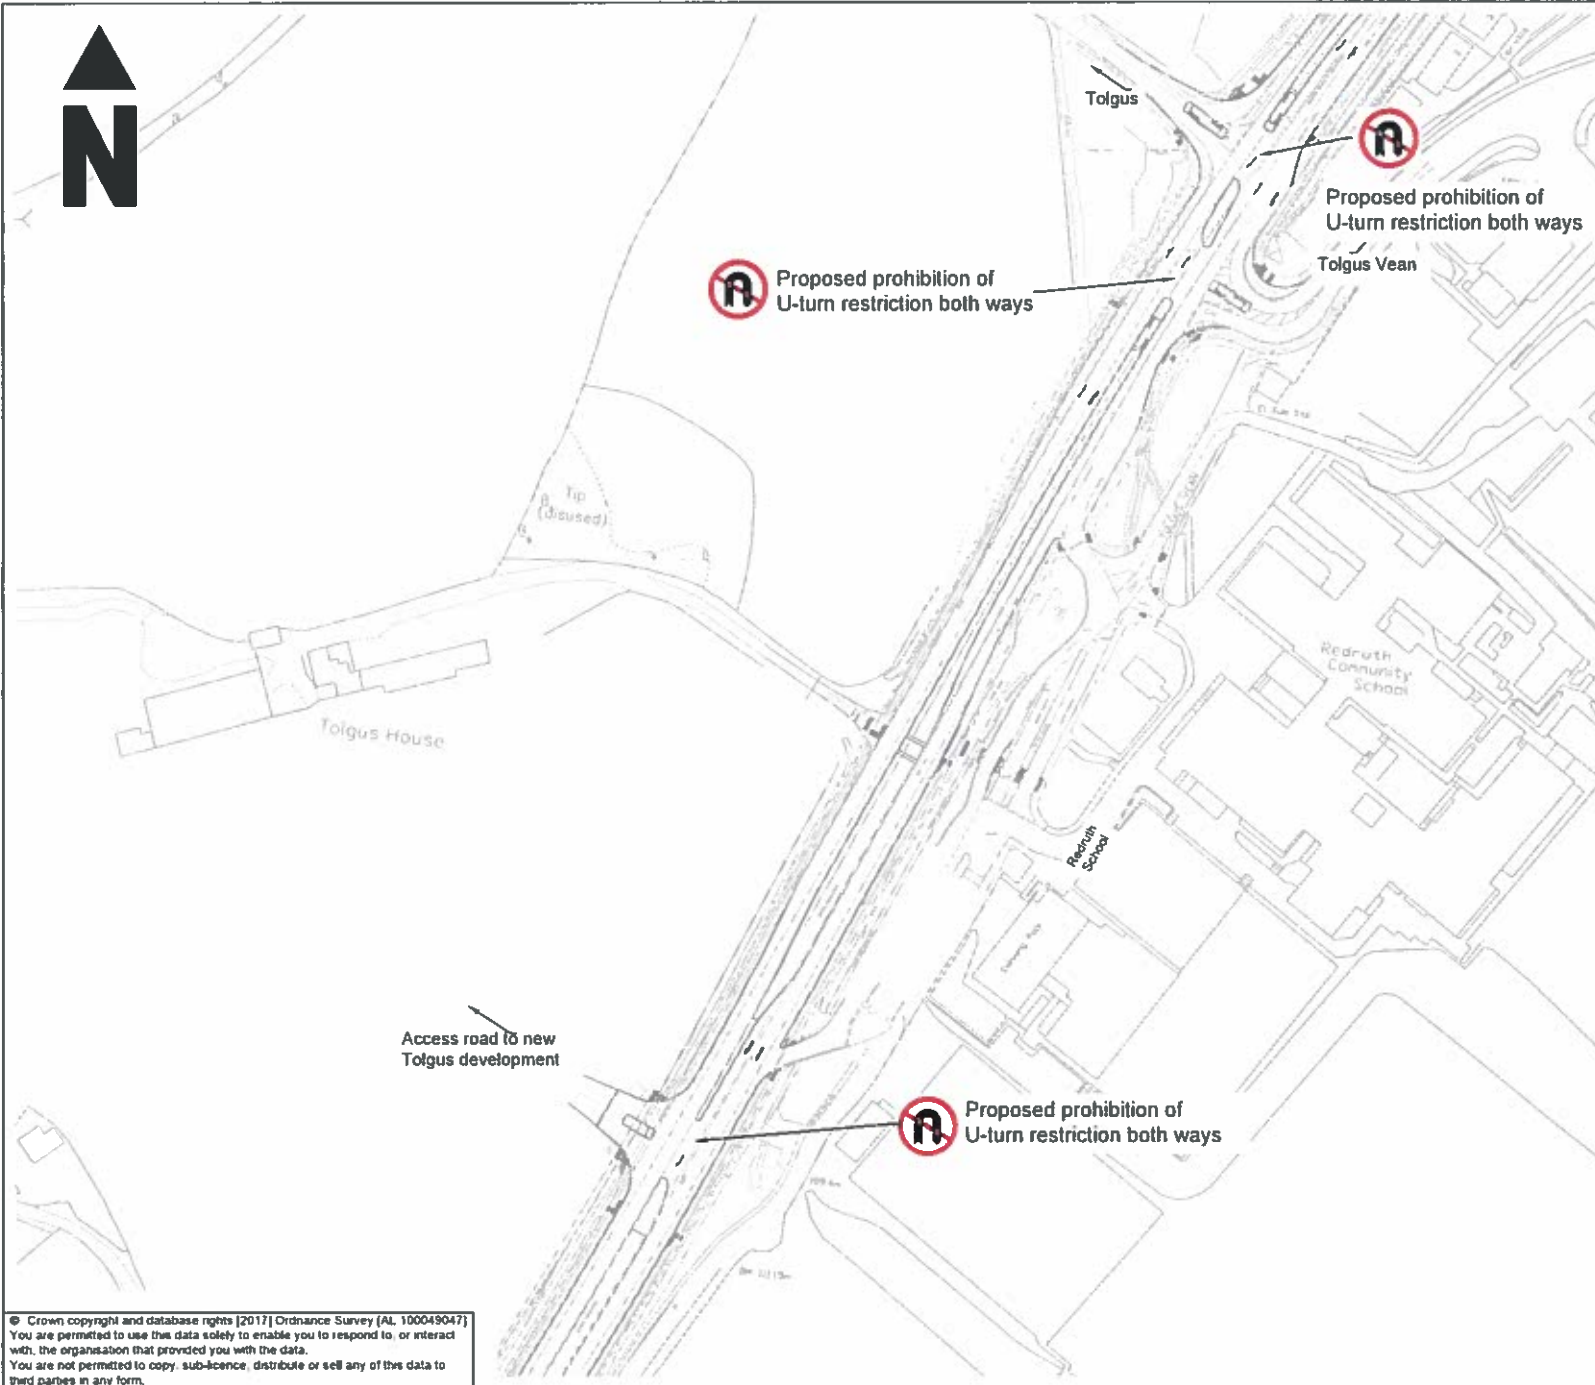 N
Tolgus
Proposed prohibition of
U-turn restriction both ways
Tolgus Vean
Proposed prohibition of
U-turn restriction both ways
Tip
(disused)
Redruth
Community
School
Tolgus House
Redruth
School
Access road to new
Tolgus development
Proposed prohibition of
U-turn restriction both ways
© Crown copyright and database rights [2017] Ordnance Survey (AL 100049047)
You are permitted to use this data solely to enable you to respond to, or interact
with, the organisation that provided you with the data.
You are not permitted to copy, sub-licence, distribute or sell any of this data to
third parties in any form.